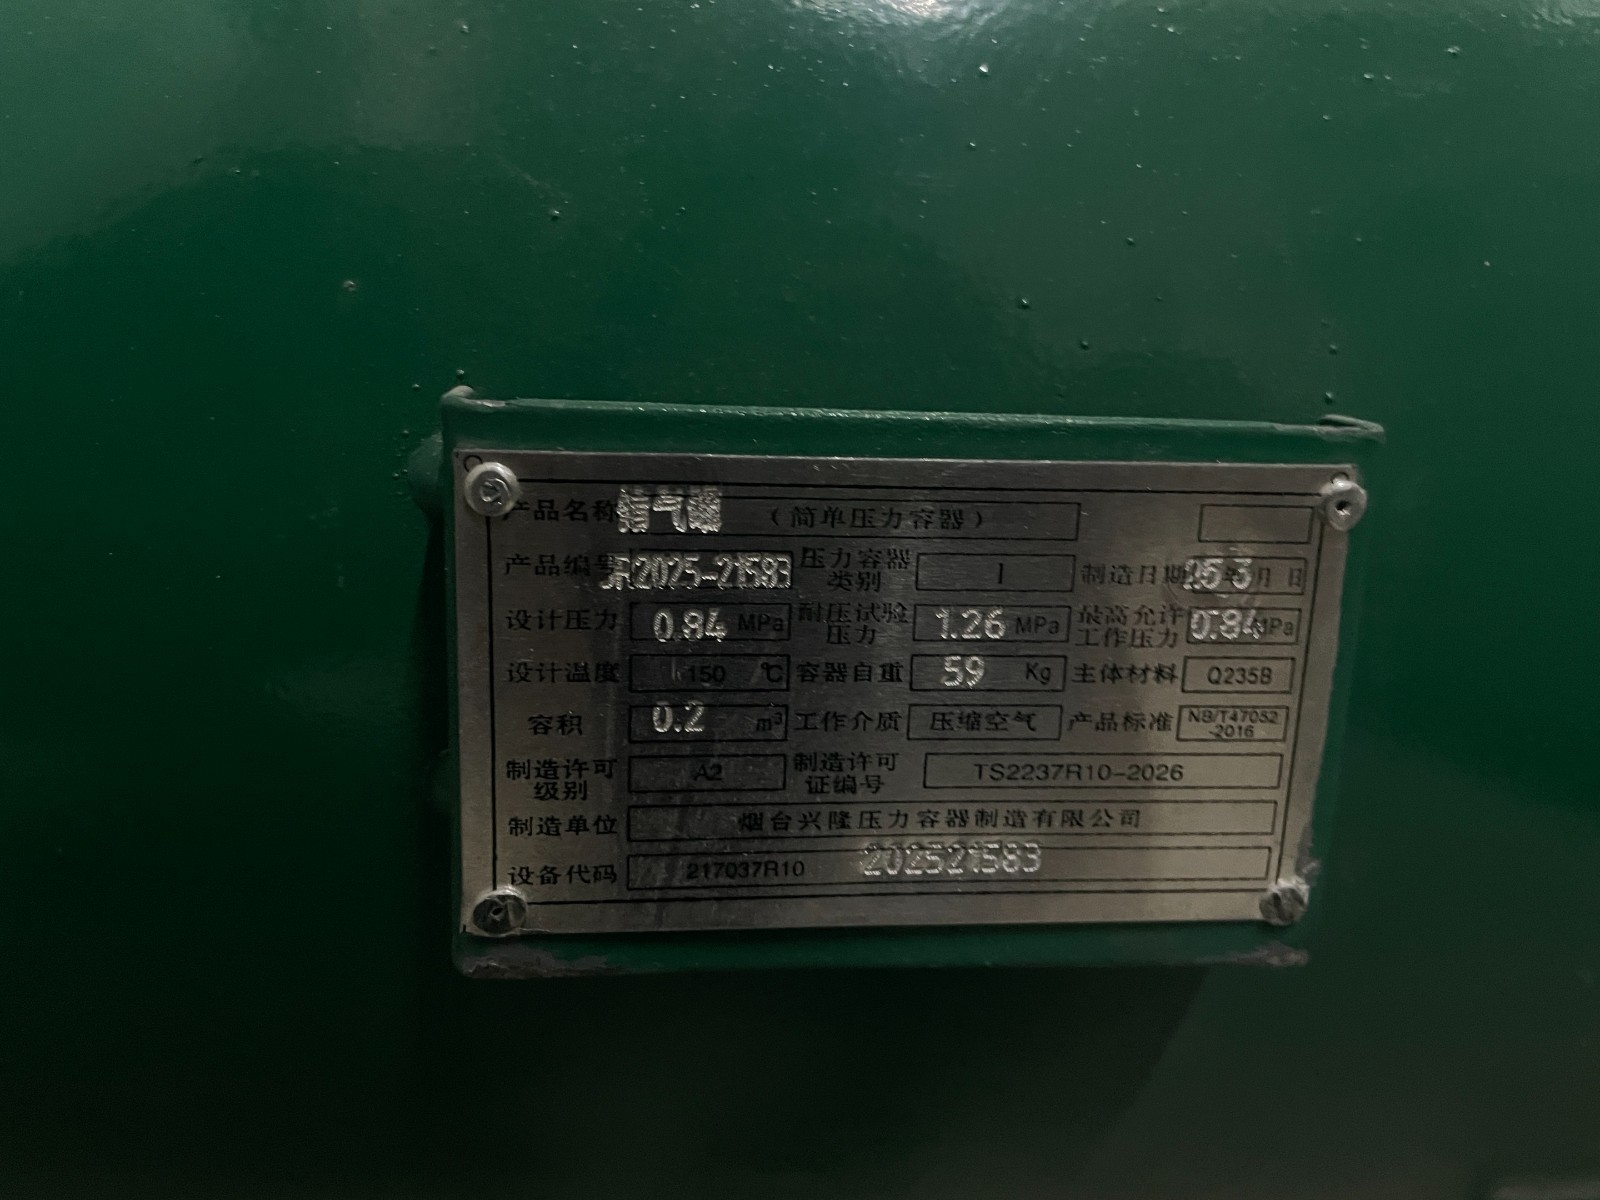 产品名称 储气罐 （简单压力容器）
产品编号 JR2025-21583 压力容器类别 I 制造日期 25年3月 日
设计压力 0.84 MPa 耐压试验压力 1.26 MPa 最高允许工作压力 0.84 MPa
设计温度 150 ℃ 容器自重 59 Kg 主体材料 Q235B
容积 0.2 m³ 工作介质 压缩空气 产品标准 NB/T47052-2016
制造许可级别 A2 制造许可证编号 TS2237R10-2026
制造单位 烟台兴隆压力容器制造有限公司
设备代码 217037R10 202521583